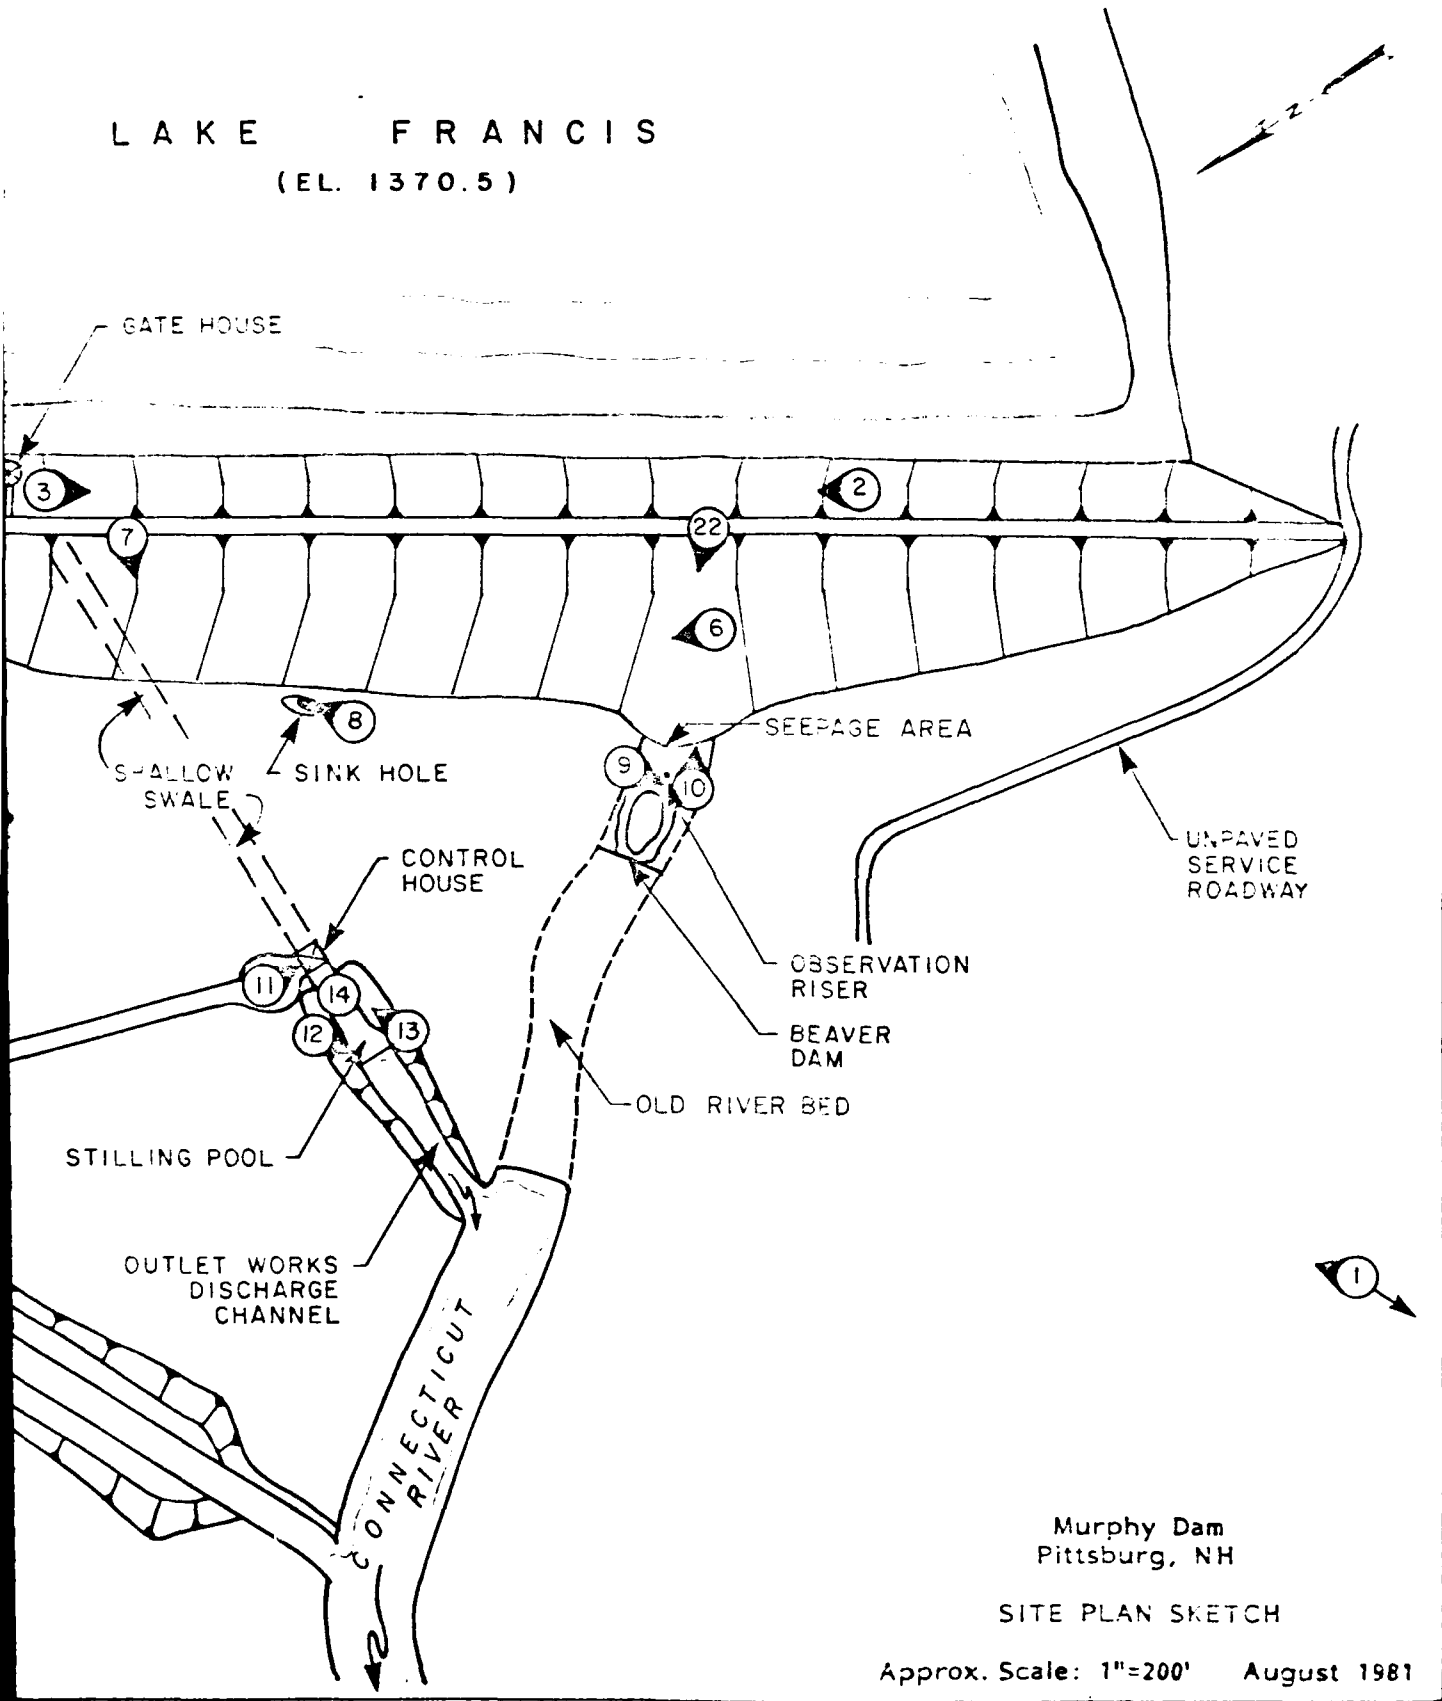 LAKE FRANCIS
(EL. 1370.5)
N
GATE HOUSE
3
2
7
22
6
8
SEEPAGE AREA
9
10
SHALLOW
SWALE
SINK HOLE
CONTROL
HOUSE
UNPAVED
SERVICE
ROADWAY
OBSERVATION
RISER
11
14
12
13
BEAVER
DAM
OLD RIVER BED
STILLING POOL
OUTLET WORKS
DISCHARGE
CHANNEL
1
CONNECTICUT
RIVER
Murphy Dam
Pittsburg, NH
SITE PLAN SKETCH
Approx. Scale: 1"=200' August 1981